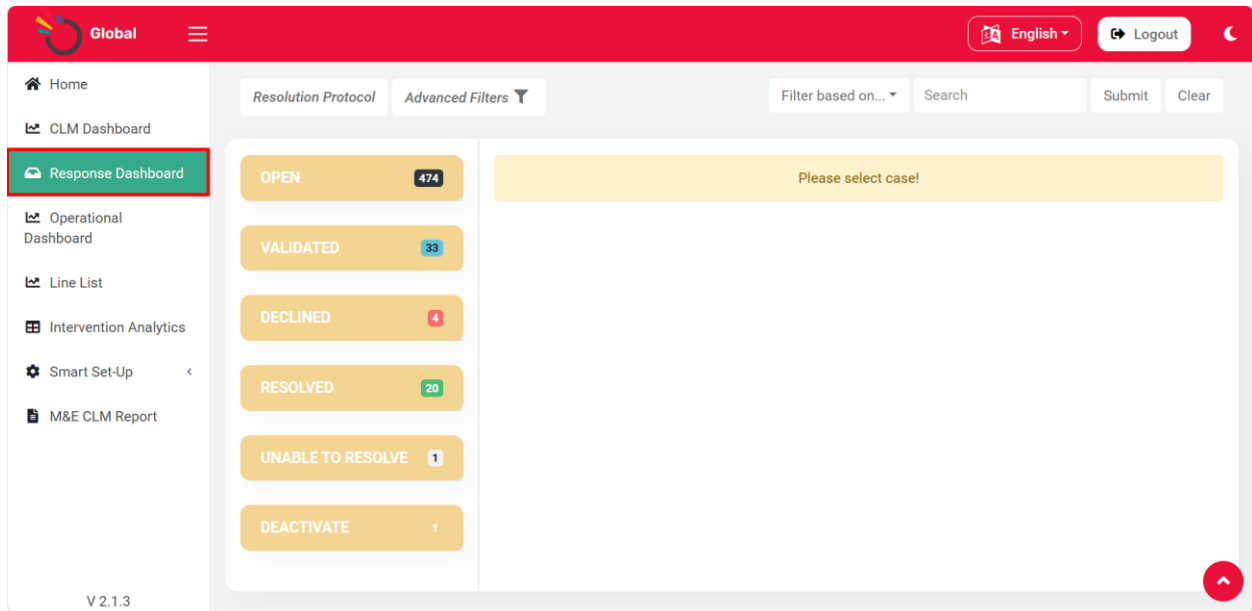 Global
English
Logout
Home
CLM Dashboard
Response Dashboard
Operational
Dashboard
Line List
Intervention Analytics
Smart Set-Up
M&E CLM Report
V 2.1.3
Resolution Protocol
Advanced Filters
Filter based on...
Search
Submit
Clear
OPEN 474
VALIDATED 33
DECLINED 4
RESOLVED 20
UNABLE TO RESOLVE 1
DEACTIVATE 1
Please select case!